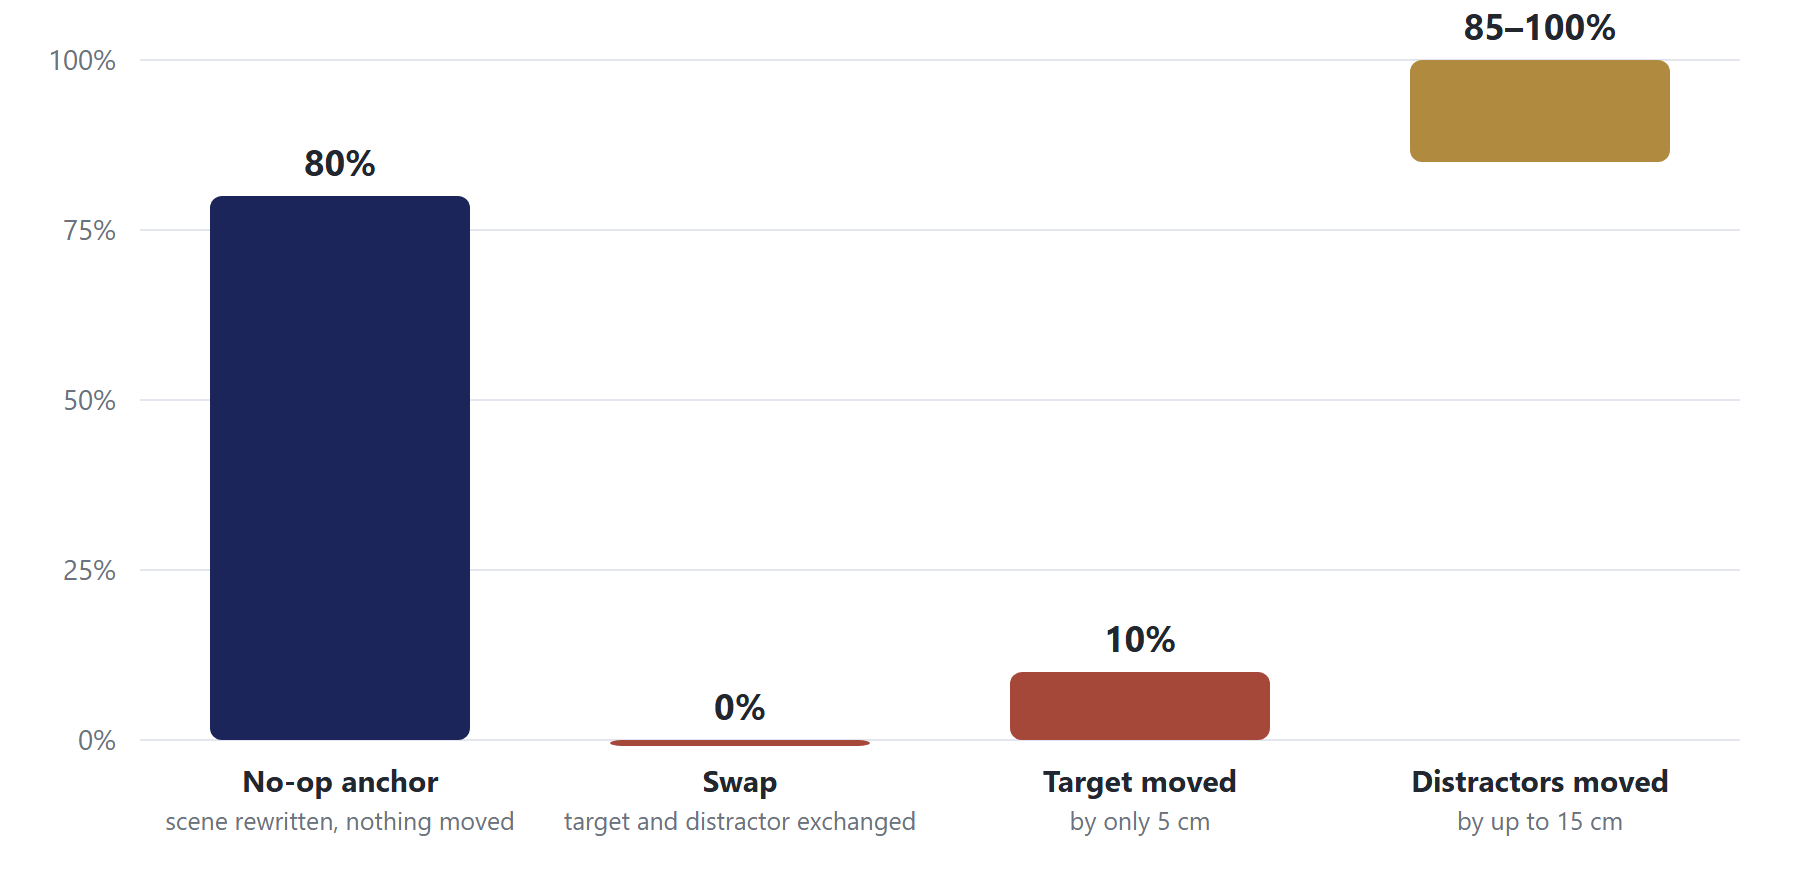 85–100%
100%
80%
75%
50%
25%
10%
0%
0%
No-op anchor
scene rewritten, nothing moved
Swap
target and distractor exchanged
Target moved
by only 5 cm
Distractors moved
by up to 15 cm